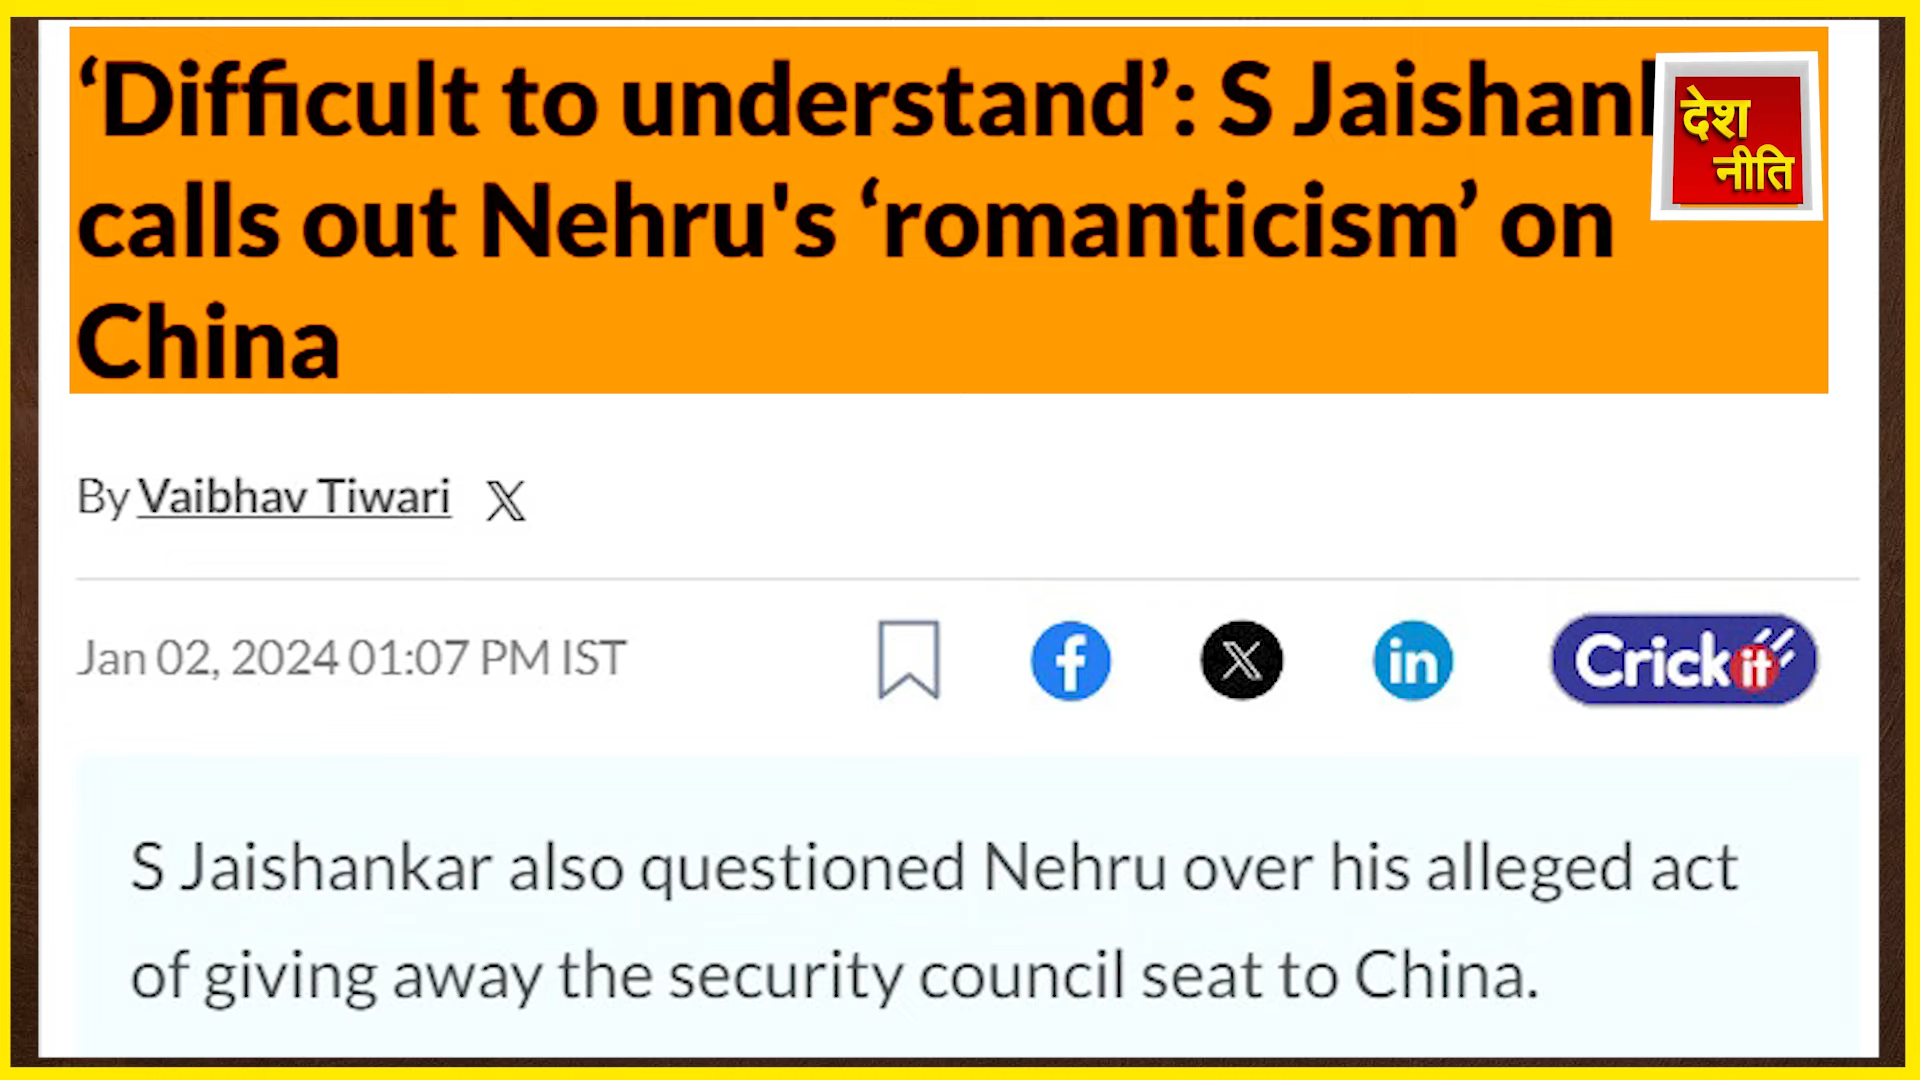 ‘Difficult to understand’: S Jaishank
calls out Nehru's ‘romanticism’ on
China
देश
नीति
By Vaibhav Tiwari
Jan 02, 2024 01:07 PM IST
Crickit
S Jaishankar also questioned Nehru over his alleged act
of giving away the security council seat to China.